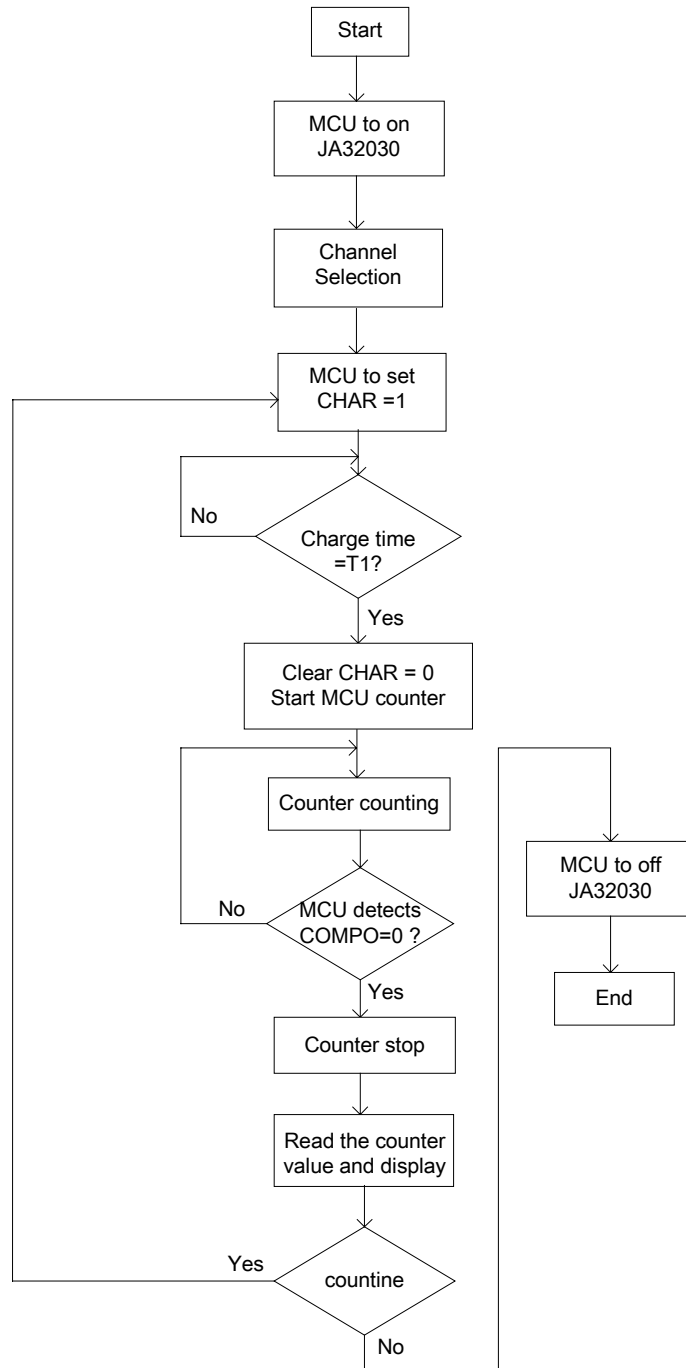 Start
MCU to on
JA32030
Channel
Selection
MCU to set
CHAR =1
No
Charge time
=T1?
Yes
Clear CHAR = 0
Start MCU counter
Counter counting
No
MCU detects
COMPO=0 ?
Yes
Counter stop
Read the counter
value and display
Yes
countine
No
MCU to off
JA32030
End